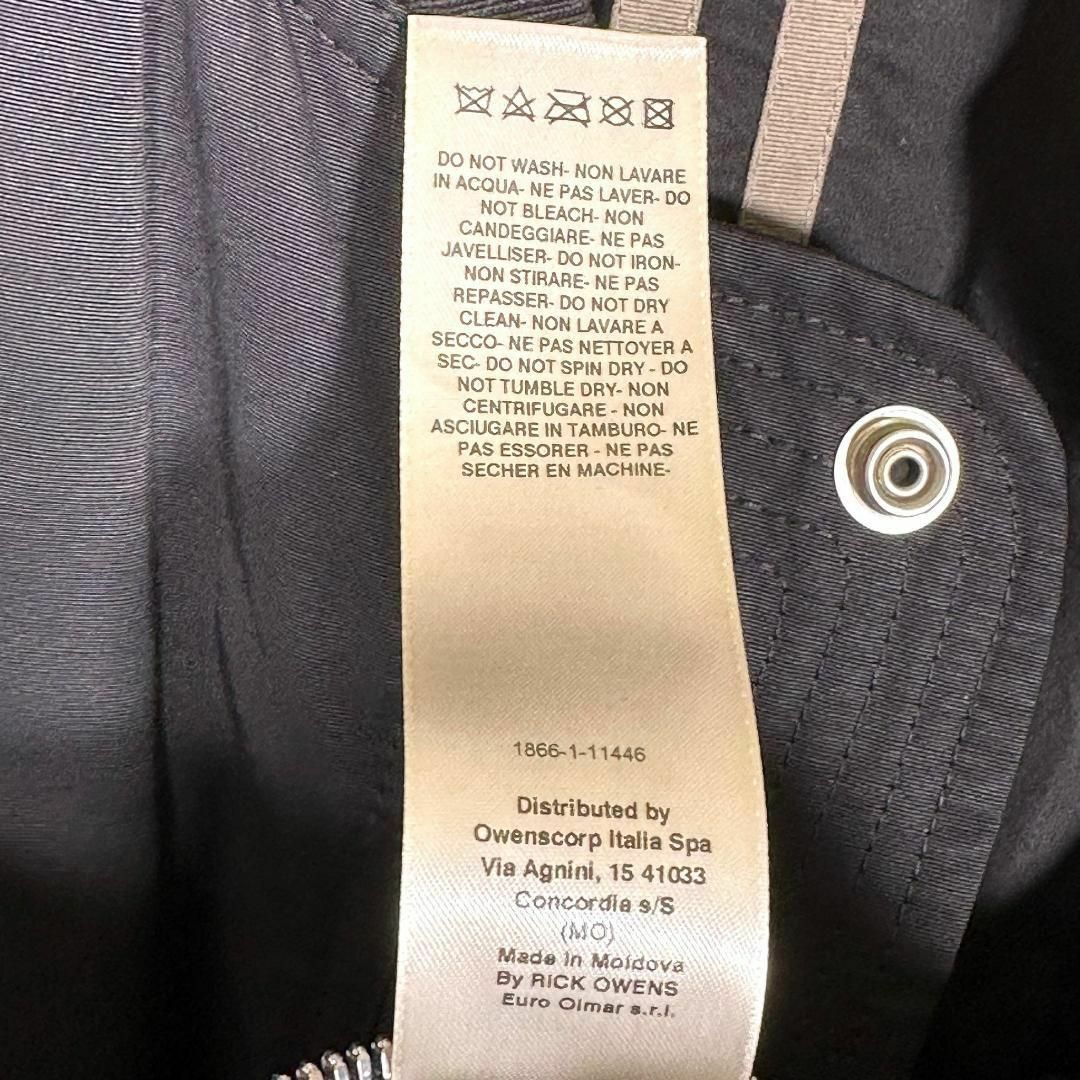 DO NOT WASH- NON LAVARE
IN ACQUA- NE PAS LAVER- DO
NOT BLEACH- NON
CANDEGGIARE- NE PAS
JAVELLISER- DO NOT IRON-
NON STIRARE- NE PAS
REPASSER- DO NOT DRY
CLEAN- NON LAVARE A
SECCO- NE PAS NETTOYER A
SEC- DO NOT SPIN DRY - DO
NOT TUMBLE DRY- NON
CENTRIFUGARE - NON
ASCIUGARE IN TAMBURO- NE
PAS ESSORER - NE PAS
SECHER EN MACHINE-
1866-1-11446
Distributed by
Owenscorp Italia Spa
Via Agnini, 15 41033
Concordia s/S
(MO)
Made in Moldova
By RICK OWENS
Euro Olmar s.r.l.